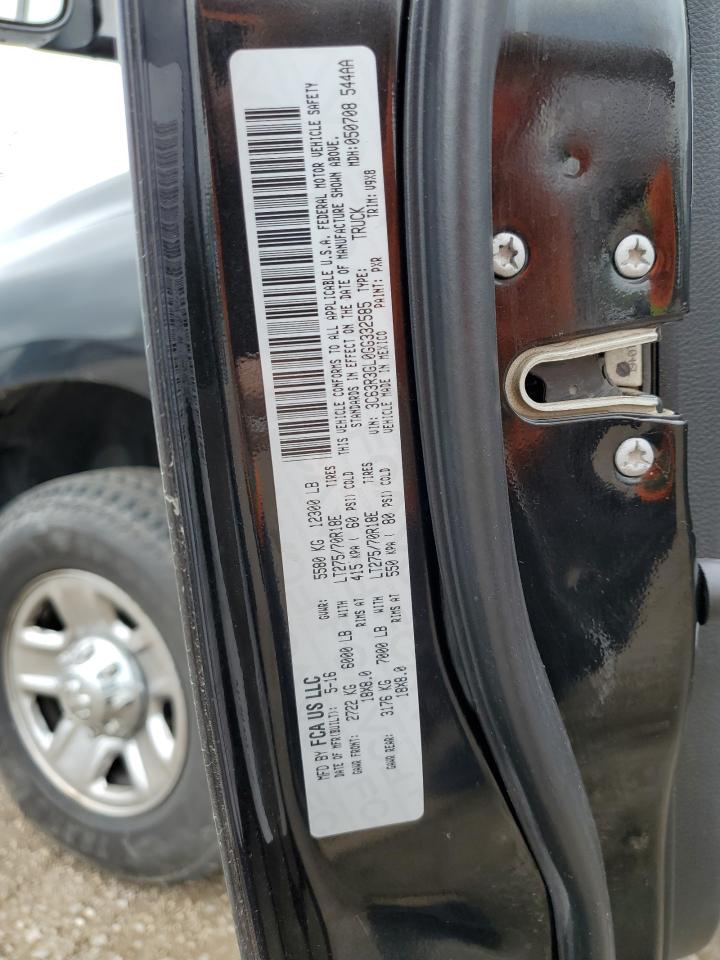 MFD BY FCA US LLC
DATE OF MFR(BUILT): 5-16 GVWR: 5580 KG 12300 LB
GAWR FRONT: 2722 KG 6000 LB WITH LT275/70R18E TIRES
18X8.0 RIMS AT 415 KPA ( 60 PSI) COLD
GAWR REAR: 3176 KG 7000 LB WITH LT275/70R18E TIRES
18X8.0 RIMS AT 550 KPA ( 80 PSI) COLD
THIS VEHICLE CONFORMS TO ALL APPLICABLE U.S.A. FEDERAL MOTOR VEHICLE SAFETY
STANDARDS IN EFFECT ON THE DATE OF MANUFACTURE SHOWN ABOVE.
VIN: 3C63R3GL0GG332585 TYPE: TRUCK MDH:050708 544AA
VEHICLE MADE IN MEXICO PAINT: PXR TRIM: V9X8